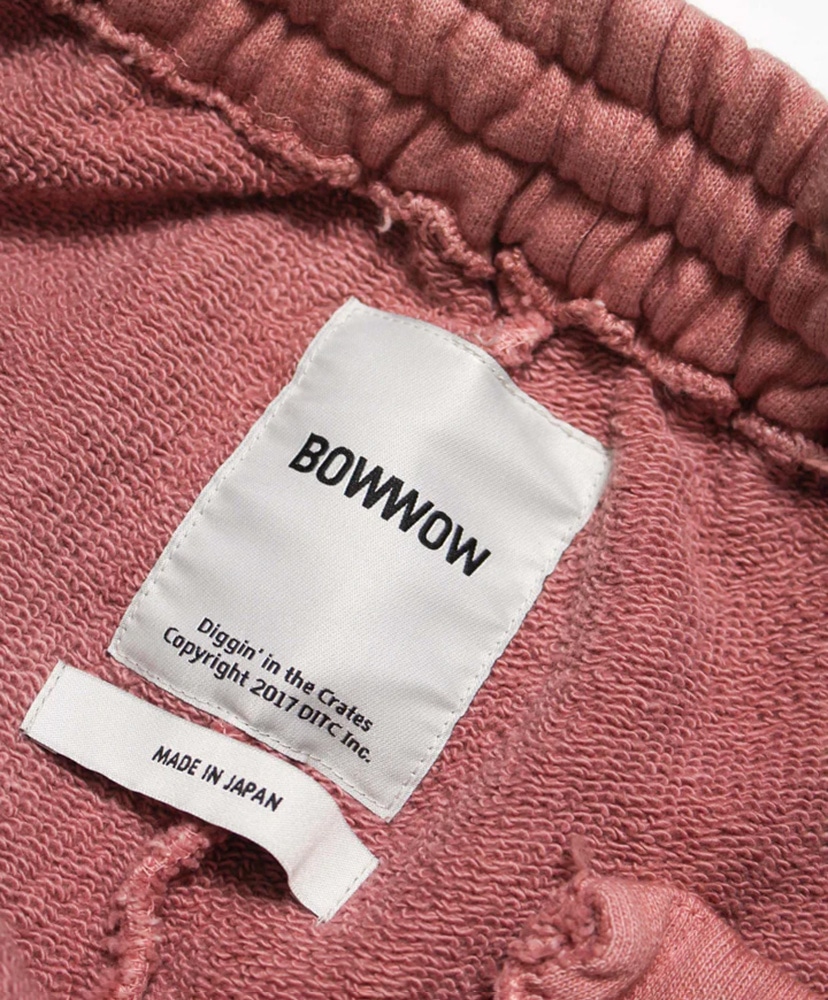 BOWWOW
Diggin' in the Crates
Copyright 2017 DITC Inc.
MADE IN JAPAN